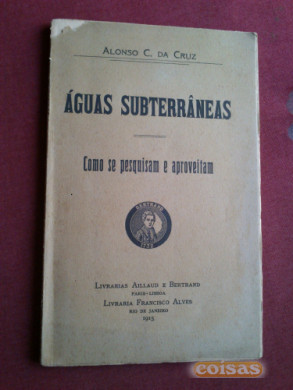 ALONSO C. DA CRUZ
ÁGUAS SUBTERRÂNEAS
Como se pesquisam e aproveitam
BERTRAND
LIVRARIAS AILLAUD E BERTRAND
PARIS-LISBOA
LIVRARIA FRANCISCO ALVES
RIO DE JANEIRO
1913
coisas